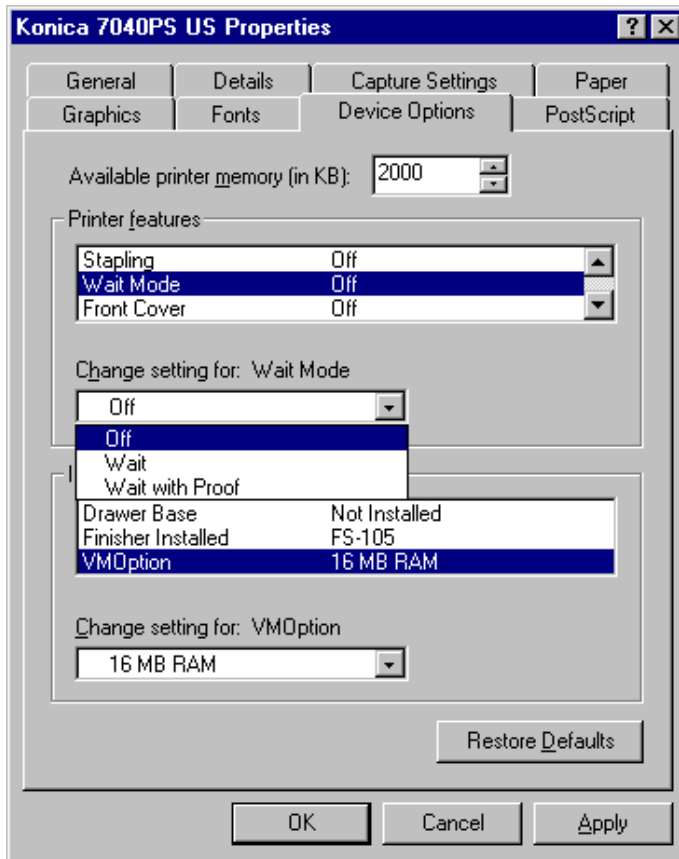 Konica 7040PS US Properties
General Details Capture Settings Paper
Graphics Fonts Device Options PostScript
Available printer memory (in KB): 2000
Printer features
Stapling Off
Wait Mode Off
Front Cover Off
Change setting for: Wait Mode
Off
Off
Wait
Wait with Proof
Drawer Base Not Installed
Finisher Installed FS-105
VMOption 16 MB RAM
Change setting for: VMOption
16 MB RAM
Restore Defaults
OK Cancel Apply